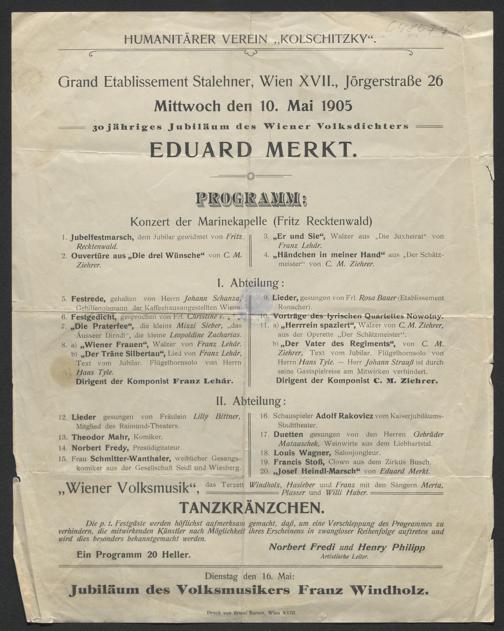 HUMANITÄRER VEREIN „KOLSCHITZKY“.
Grand Etablissement Stalehner, Wien XVII., Jörgerstraße 26
Mittwoch den 10. Mai 1905
30jähriges Jubiläum des Wiener Volksdichters
EDUARD MERKT.
PROGRAMM:
Konzert der Marinekapelle (Fritz Recktenwald)
1. Jubelfestmarsch, dem Jubilar gewidmet von Fritz
Recktenwald.
2. Ouvertüre aus „Die drei Wünsche“ von C. M.
Ziehrer.
3. „Er und Sie“, Walzer aus „Die Juxheirat“ von
Franz Lehár.
4. „Händchen in meiner Hand“ aus „Der Schätz-
meister“ von C. M. Ziehrer.
I. Abteilung:
5. Festrede, gehalten von Herrn Johann Schanza,
Gehilfenobmann der Kaffeehausangestellten Wiens.
6. Festgedicht, gesprochen von Frl.
7. „Die Praterfee“, die kleine Mizzi Sieber, „das
Ausseer Dirndl“, die kleine Leopoldine Zacharias.
8. a) „Wiener Frauen“, Walzer von Franz Lehár.
b) „Der Träne Silbertau“, Lied von Franz Lehár,
Text vom Jubilar. Flügelhornsolo von Herrn
Hans Tyle.
Dirigent der Komponist Franz Lehár.
9. Lieder, gesungen von Frl. Rosa Bauer (Etablissement
Ronacher).
10. Vorträge des lyrischen Quartettes Nowotny.
11. a) „Herrrein spaziert“, Walzer von C. M. Ziehrer,
aus der Operette „Der Schätzmeister“.
b) „Der Vater des Regiments“, von C. M.
Ziehrer, Text vom Jubilar. Flügelhornsolo von
Herrn Hans Tyle. — Herr Johann Strauß ist durch
seine Gastspielreise am Mitwirken verhindert.
Dirigent der Komponist C. M. Ziehrer.
II. Abteilung:
12. Lieder gesungen von Fräulein Lilly Bittner,
Mitglied des Raimund-Theaters.
13. Theodor Mahr, Komiker.
14. Norbert Fredy, Prestidigitateur.
15. Frau Schmitter-Wanthaler, weiblicher Gesangs-
komiker aus der Gesellschaft Seidl und Wiesberg.
16. Schauspieler Adolf Rakovicz vom Kaiserjubiläums-
Stadttheater.
17. Duetten gesungen von den Herren Gebrüder
Matauschek, Weinwirte aus dem Liebhartstal.
18. Louis Wagner, Salonjongleur.
19. Francis Stoß, Clown aus dem Zirkus Busch.
20. „Josef Heindl-Marsch“ von Eduard Merkt.
„Wiener Volksmusik“, das Terzett Windholz, Hasieber und Franz mit den Sängern Merta,
Plasser und Willi Haber.
TANZKRÄNZCHEN.
Die p. t. Festgäste werden höflichst aufmerksam gemacht, daß, um eine Verschleppung des Programmes zu
verhindern, die mitwirkenden Künstler nach Möglichkeit ihres Erscheinens in zwangloser Reihenfolge auftreten und
wird dies besonders bekanntgemacht werden.
Ein Programm 20 Heller.
Norbert Fredi und Henry Philipp
Artistische Leiter.
Dienstag den 16. Mai:
Jubiläum des Volksmusikers Franz Windholz.
Druck von Wien XVIII.